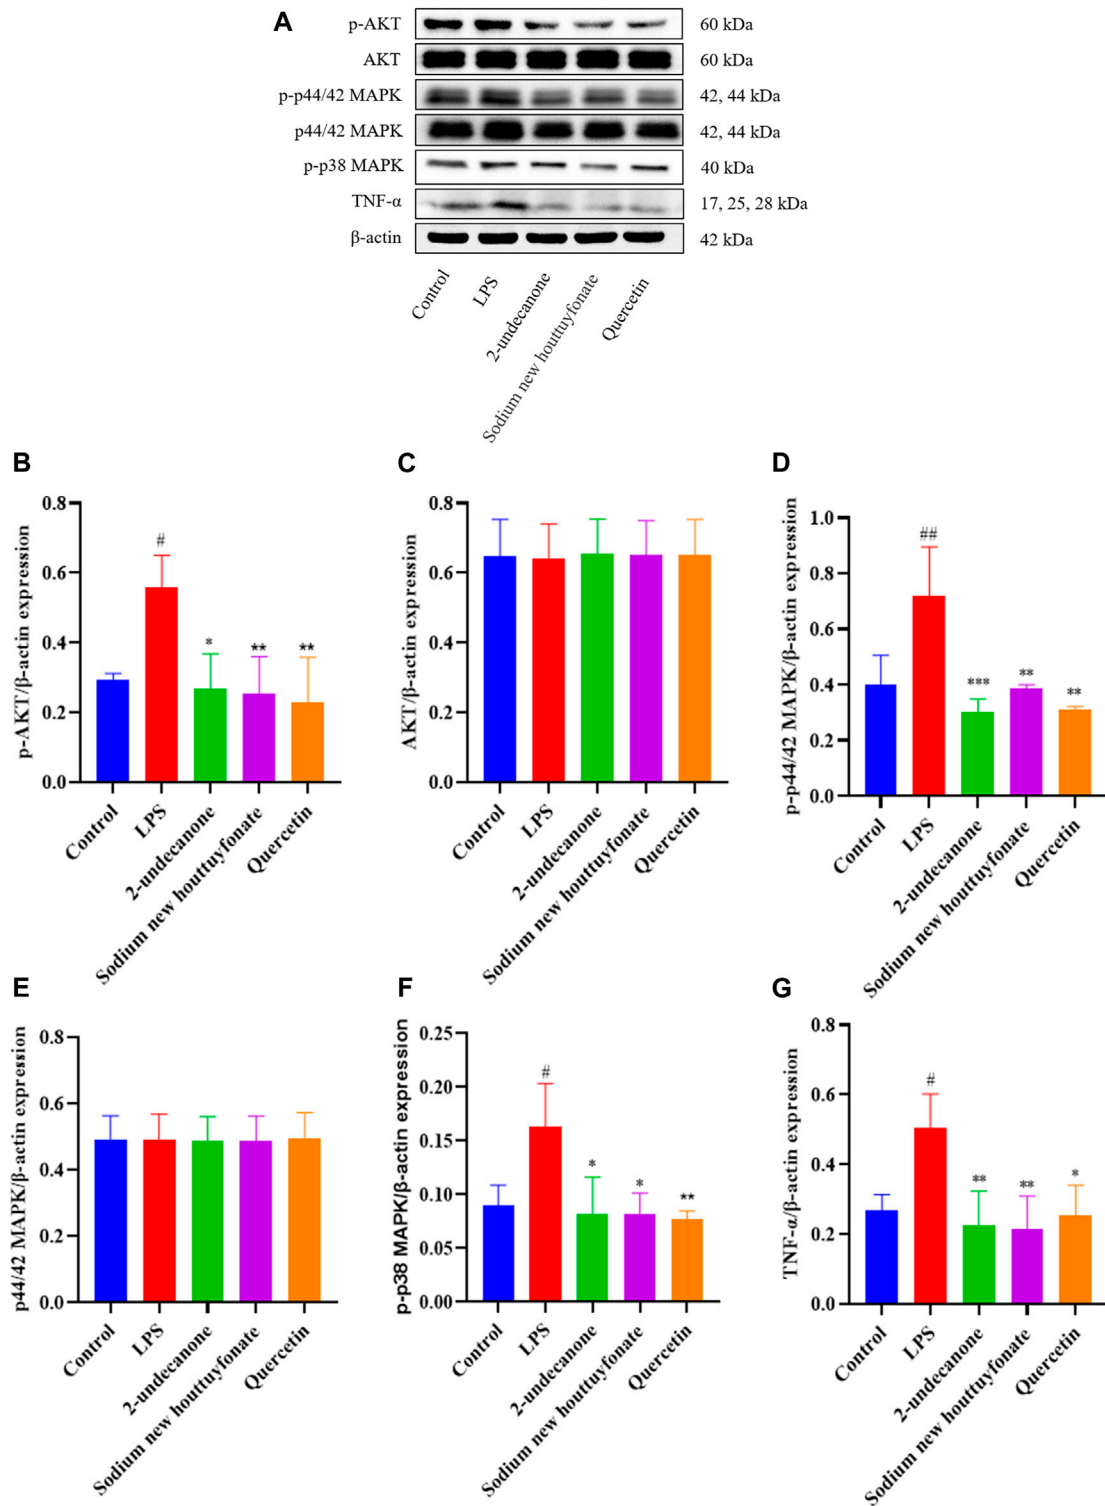 A
p-AKT 60 kDa
AKT 60 kDa
p-p44/42 MAPK 42, 44 kDa
p44/42 MAPK 42, 44 kDa
p-p38 MAPK 40 kDa
TNF-α 17, 25, 28 kDa
β-actin 42 kDa
Control
LPS
2-undecanone
Sodium new houttuyfonate
Quercetin
B
p-AKT/β-actin expression
0.8
0.6
0.4
0.2
0.0
#
*
**
**
Control
LPS
2-undecanone
Sodium new houttuyfonate
Quercetin
C
AKT/β-actin expression
0.8
0.6
0.4
0.2
0.0
Control
LPS
2-undecanone
Sodium new houttuyfonate
Quercetin
D
p-p44/42 MAPK/β-actin expression
1.0
0.8
0.6
0.4
0.2
0.0
##
***
**
**
Control
LPS
2-undecanone
Sodium new houttuyfonate
Quercetin
E
p44/42 MAPK/β-actin expression
0.8
0.6
0.4
0.2
0.0
Control
LPS
2-undecanone
Sodium new houttuyfonate
Quercetin
F
p-p38 MAPK/β-actin expression
0.25
0.20
0.15
0.10
0.05
0.00
#
*
*
**
Control
LPS
2-undecanone
Sodium new houttuyfonate
Quercetin
G
TNF-α/β-actin expression
0.8
0.6
0.4
0.2
0.0
#
**
**
*
Control
LPS
2-undecanone
Sodium new houttuyfonate
Quercetin